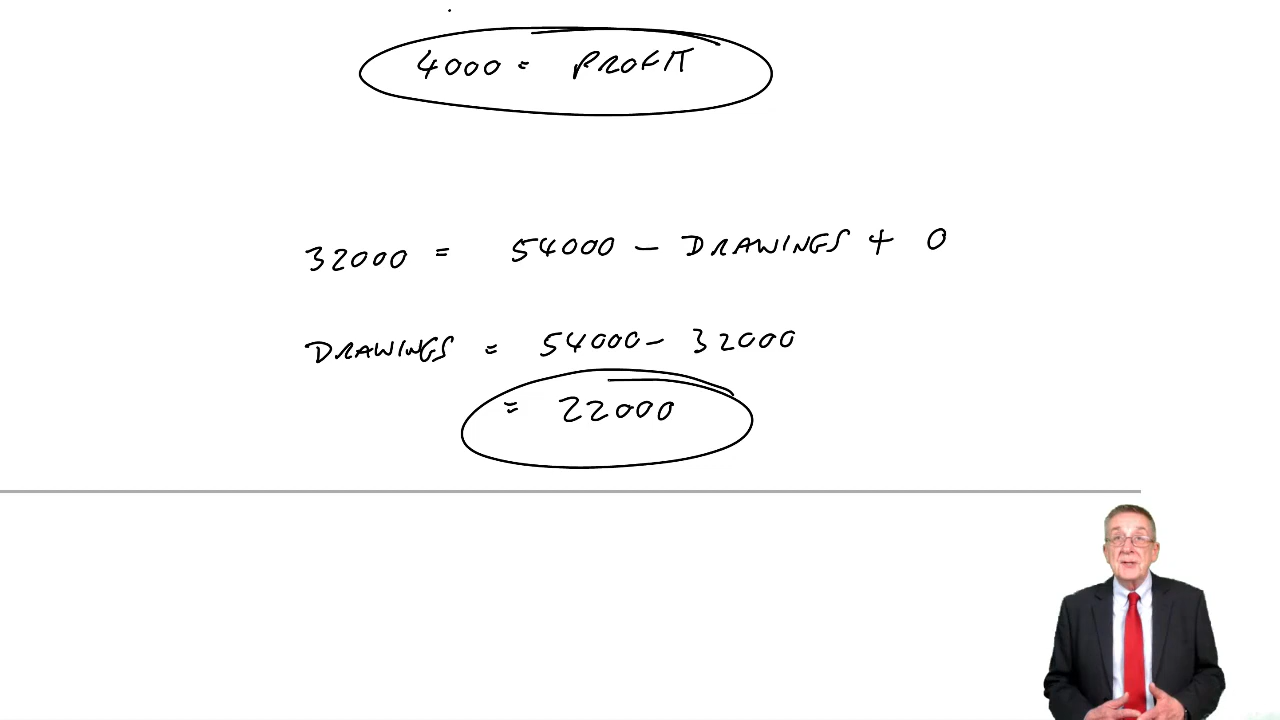 4000 = PROFIT
32000 = 54000 - DRAWINGS + 0
DRAWINGS = 54000 - 32000
= 22000